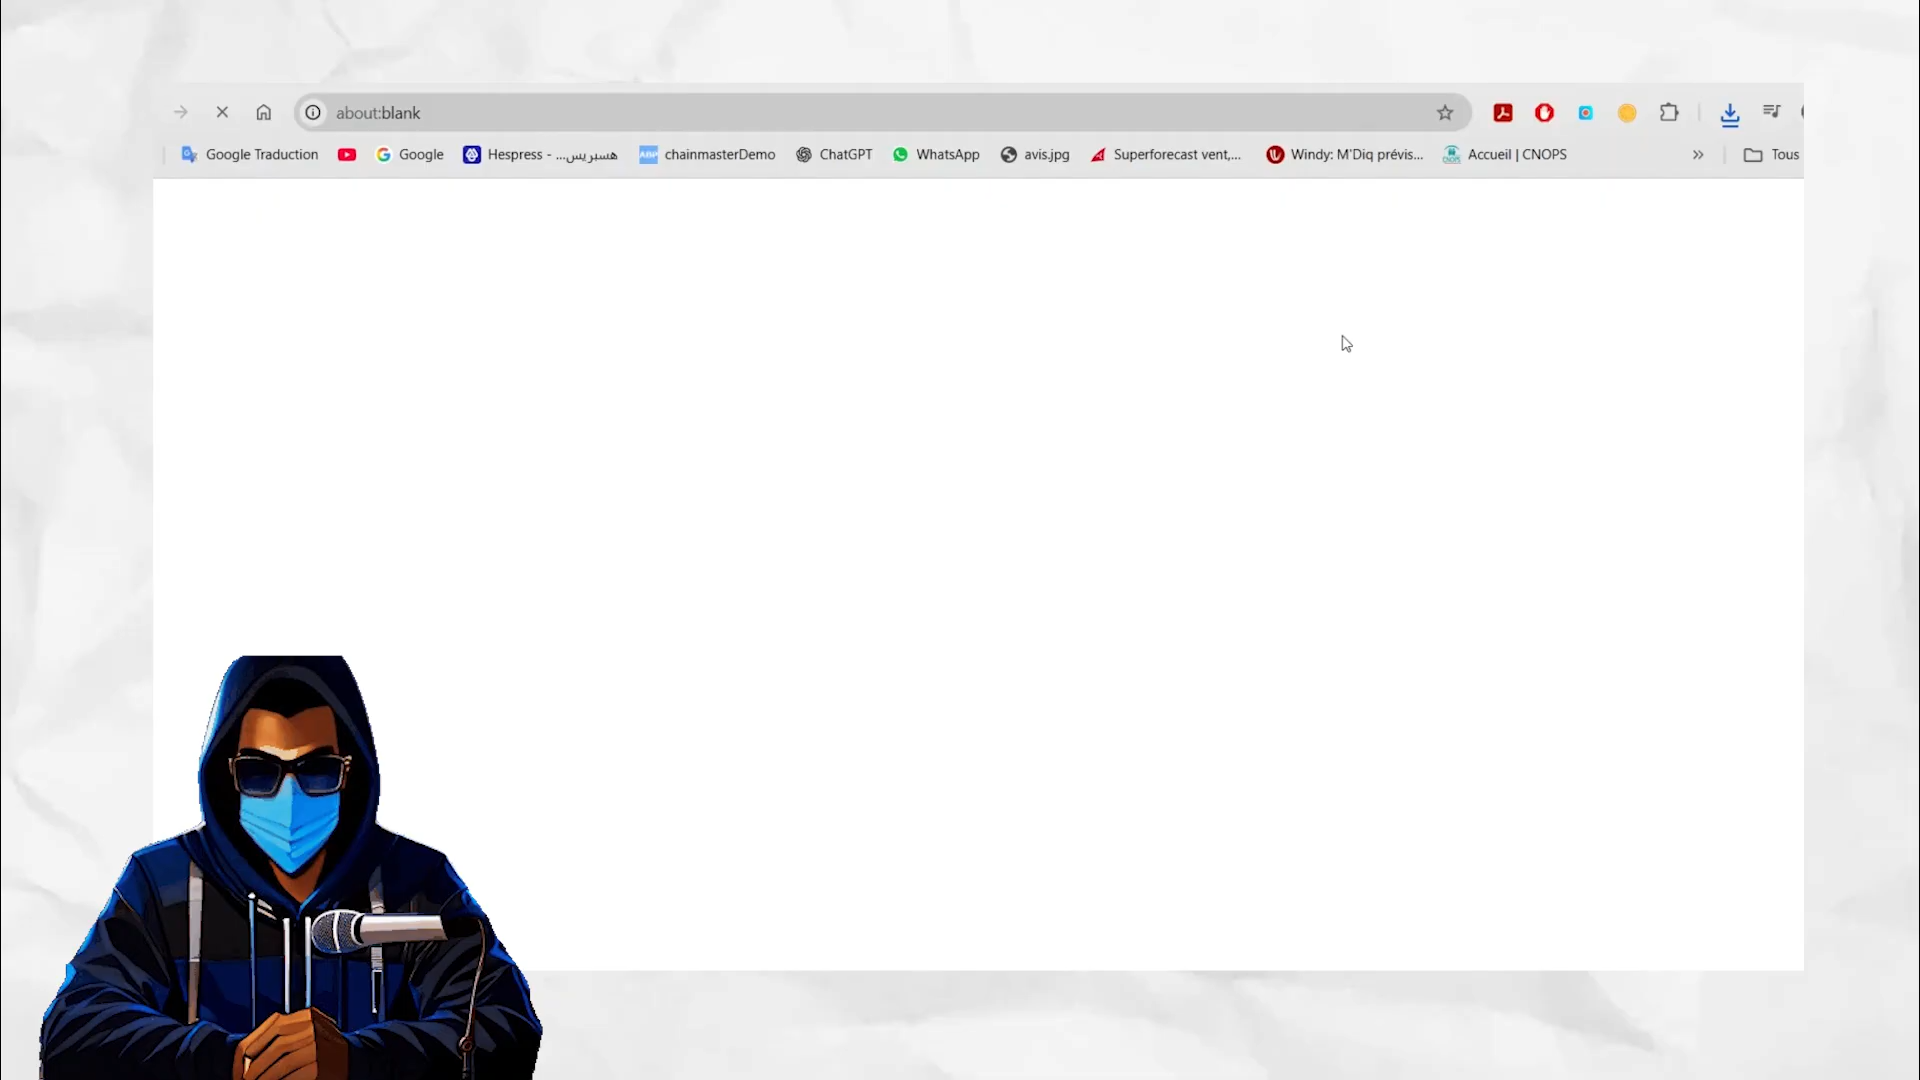 about:blank
Google Traduction Google Hespress - ...هسبريس ABP chainmasterDemo ChatGPT WhatsApp avis.jpg Superforecast vent,... Windy: M`Diq prévis... Accueil | CNOPS » Tous